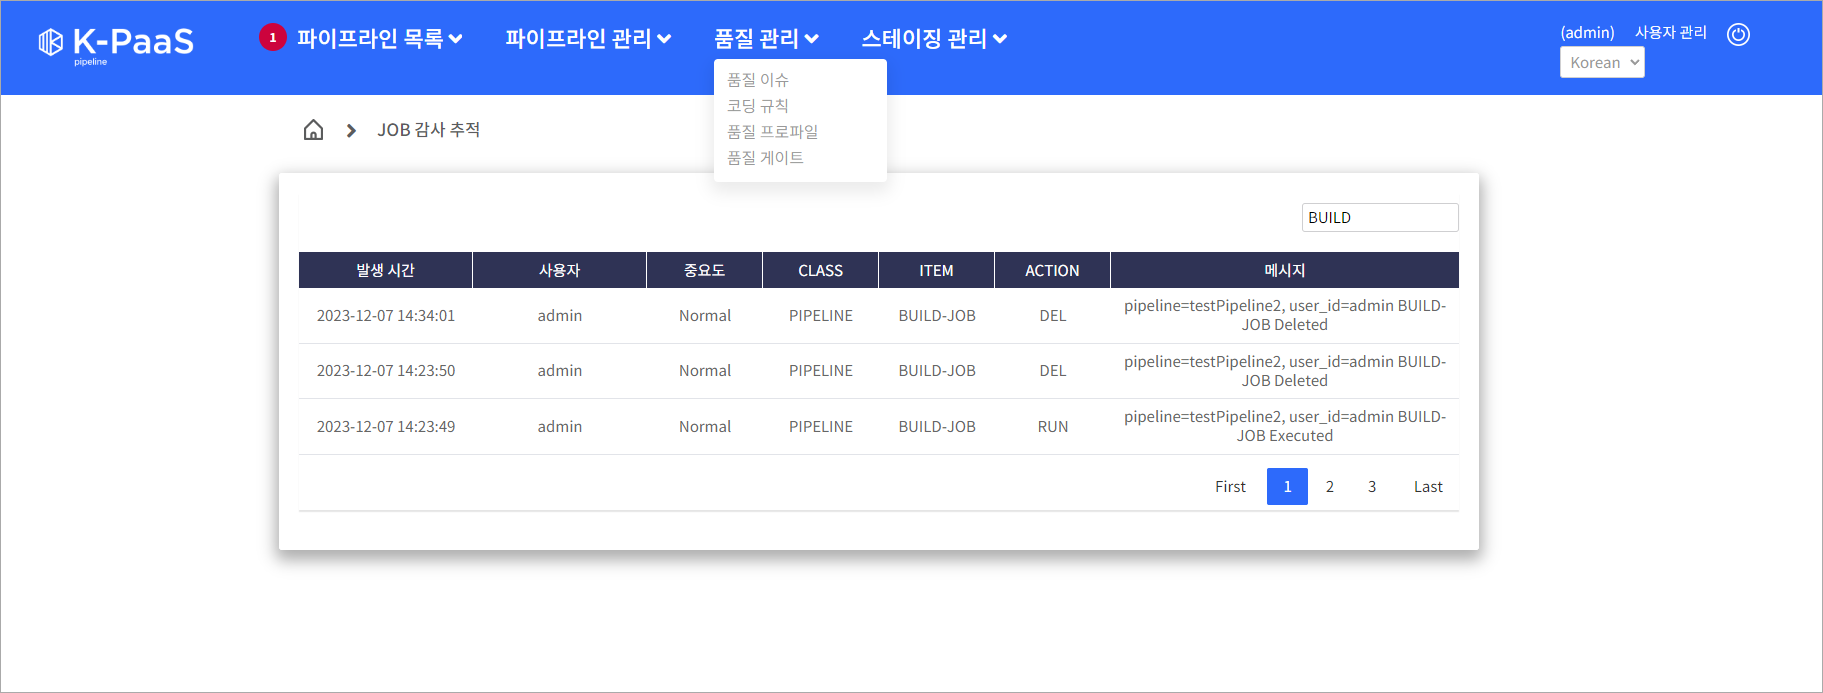 K-PaaS
pipeline
1 파이프라인 목록 파이프라인 관리 품질 관리 스테이징 관리
(admin) 사용자 관리
Korean
품질 이슈
코딩 규칙
품질 프로파일
품질 게이트
JOB 감사 추적
BUILD
발생 시간 사용자 중요도 CLASS ITEM ACTION 메시지
2023-12-07 14:34:01 admin Normal PIPELINE BUILD-JOB DEL pipeline=testPipeline2, user_id=admin BUILD-
JOB Deleted
2023-12-07 14:23:50 admin Normal PIPELINE BUILD-JOB DEL pipeline=testPipeline2, user_id=admin BUILD-
JOB Deleted
2023-12-07 14:23:49 admin Normal PIPELINE BUILD-JOB RUN pipeline=testPipeline2, user_id=admin BUILD-
JOB Executed
First 1 2 3 Last